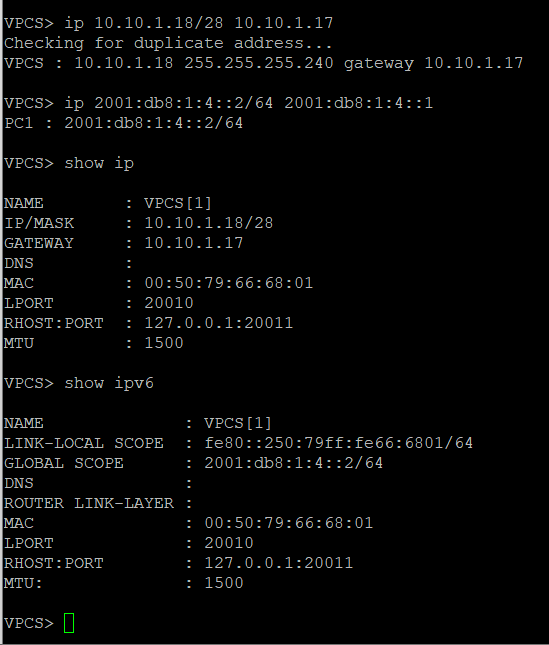 VPCS> ip 10.10.1.18/28 10.10.1.17
Checking for duplicate address...
VPCS : 10.10.1.18 255.255.255.240 gateway 10.10.1.17
VPCS> ip 2001:db8:1:4::2/64 2001:db8:1:4::1
PC1 : 2001:db8:1:4::2/64
VPCS> show ip
NAME        : VPCS[1]
IP/MASK     : 10.10.1.18/28
GATEWAY     : 10.10.1.17
DNS         :
MAC         : 00:50:79:66:68:01
LPORT       : 20010
RHOST:PORT  : 127.0.0.1:20011
MTU         : 1500
VPCS> show ipv6
NAME              : VPCS[1]
LINK-LOCAL SCOPE  : fe80::250:79ff:fe66:6801/64
GLOBAL SCOPE      : 2001:db8:1:4::2/64
DNS               :
ROUTER LINK-LAYER :
MAC               : 00:50:79:66:68:01
LPORT             : 20010
RHOST:PORT        : 127.0.0.1:20011
MTU:              : 1500
VPCS>